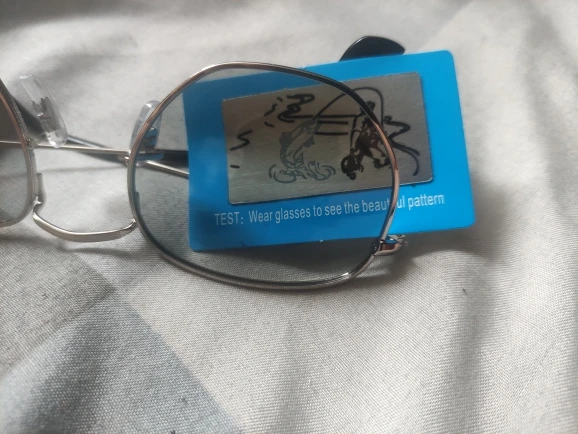 TEST: Wear glasses to see the beautiful pattern